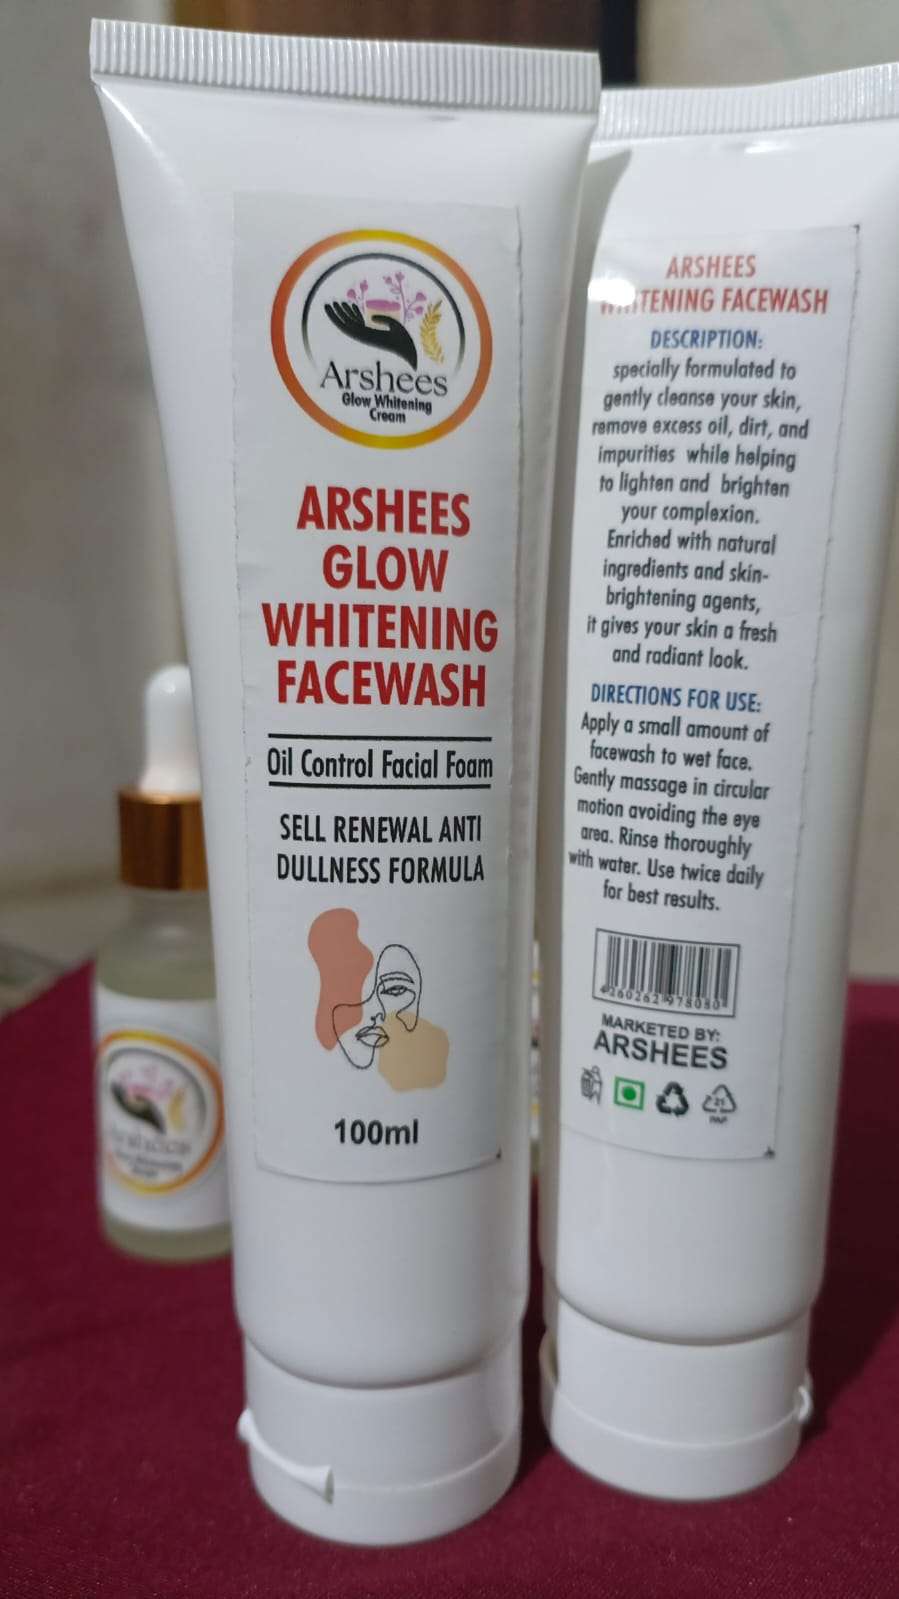 Arshees
Glow Whitening
Cream
ARSHEES
GLOW
WHITENING
FACEWASH
Oil Control Facial Foam
SELL RENEWAL ANTI
DULLNESS FORMULA
100ml
ARSHEES
WHITENING FACEWASH
DESCRIPTION:
specially formulated to
gently cleanse your skin,
remove excess oil, dirt, and
impurities while helping
to lighten and brighten
your complexion.
Enriched with natural
ingredients and skin-
brightening agents,
it gives your skin a fresh
and radiant look.
DIRECTIONS FOR USE:
Apply a small amount of
facewash to wet face.
Gently massage in circular
motion avoiding the eye
area. Rinse thoroughly
with water. Use twice daily
for best results.
4260262978080
MARKETED BY:
ARSHEES
21
PAP
Arshees